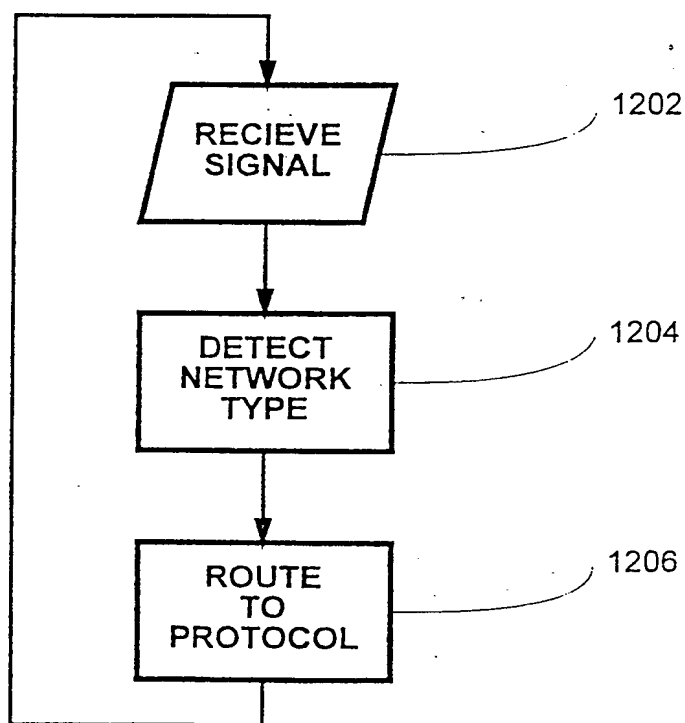 RECIEVE
SIGNAL
1202
DETECT
NETWORK
TYPE
1204
ROUTE
TO
PROTOCOL
1206